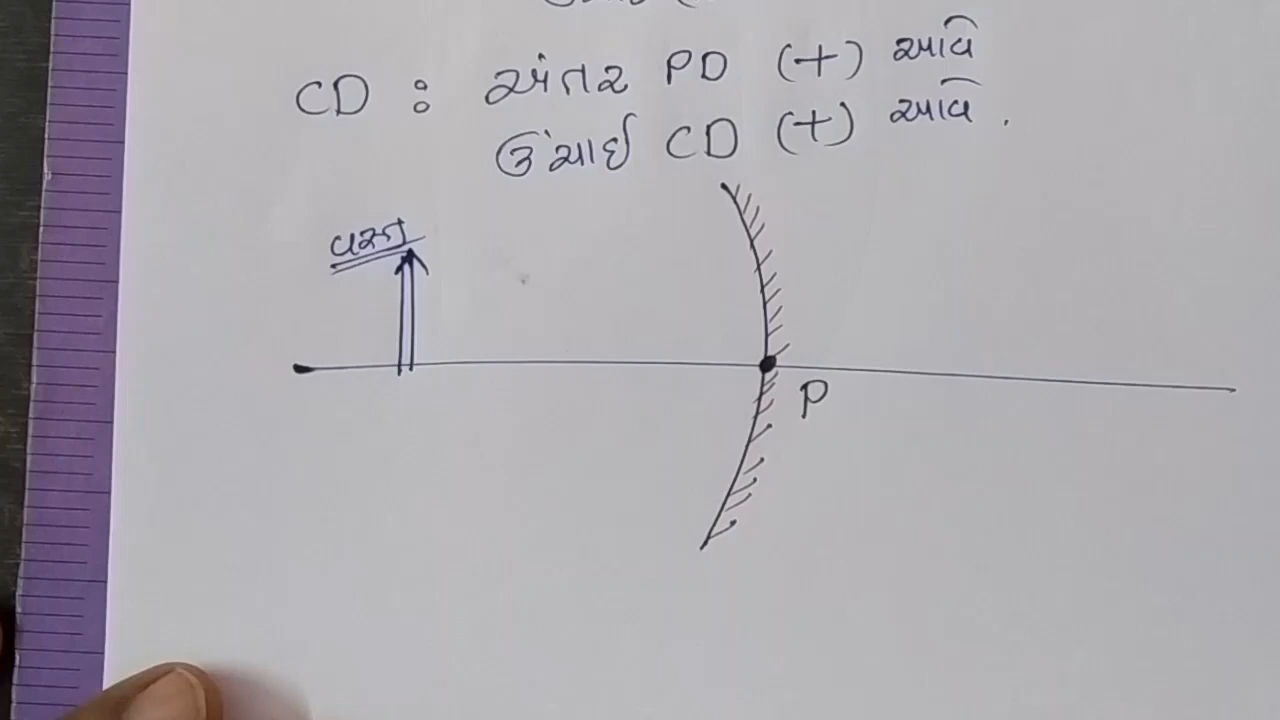 CD : અંતર PD (+) આવે
ઉંચાઈ CD (+) આવે .
વસ્તુ
P